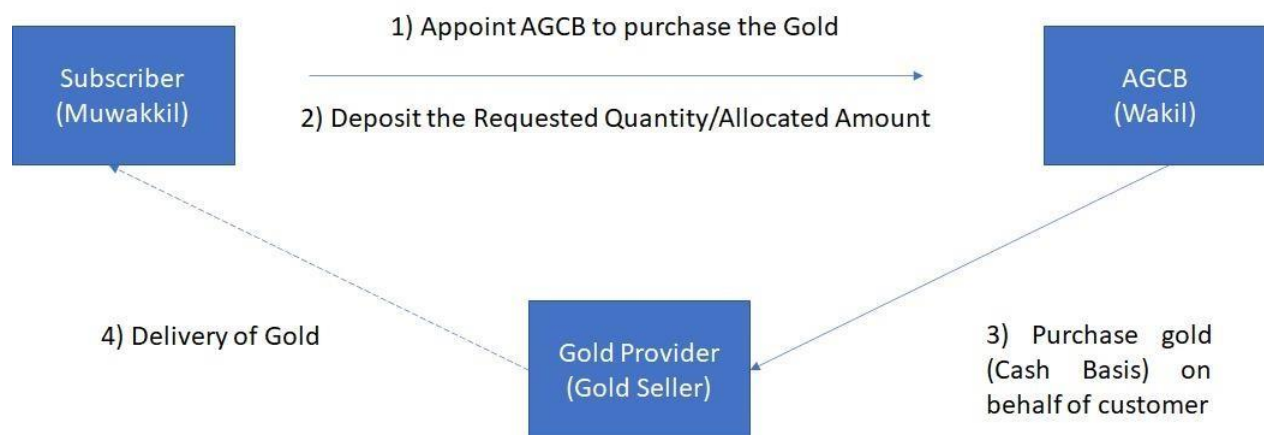 1) Appoint AGCB to purchase the Gold
Subscriber
(Muwakkil)
AGCB
(Wakil)
2) Deposit the Requested Quantity/Allocated Amount
4) Delivery of Gold
Gold Provider
(Gold Seller)
3) Purchase gold
(Cash Basis) on
behalf of customer